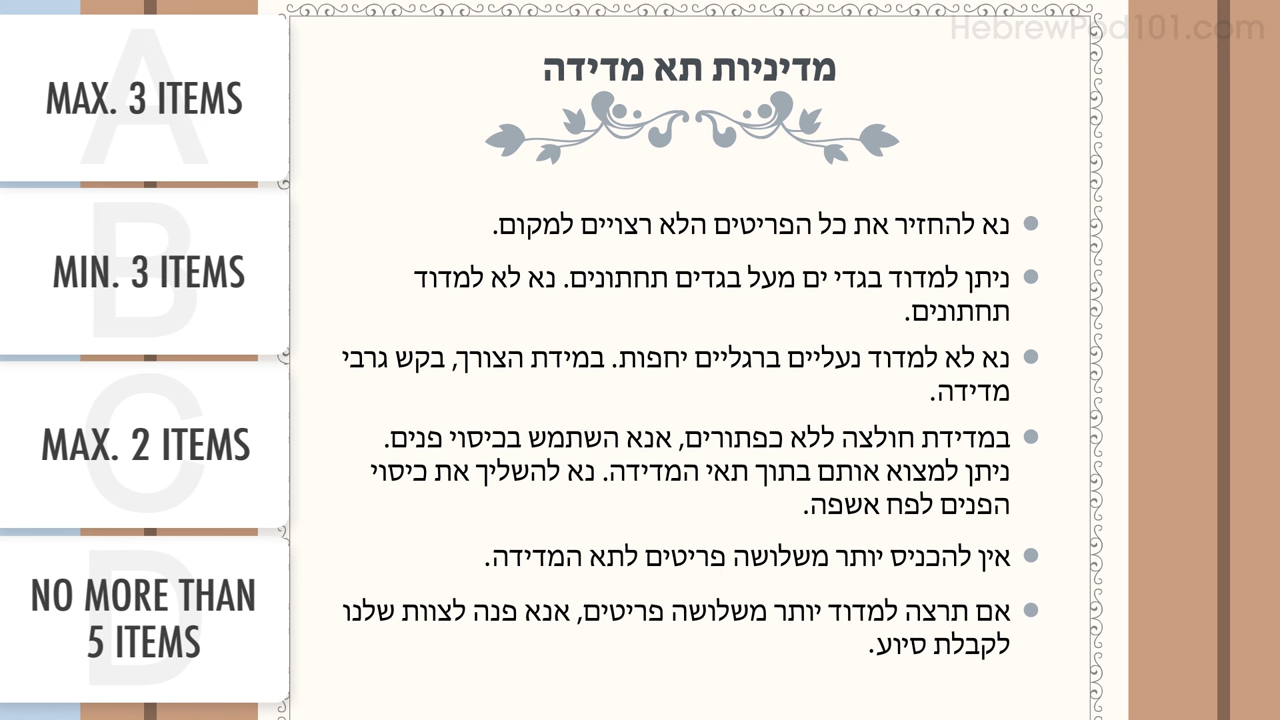 HebrewPod101.com
מדיניות תא מדידה
נא להחזיר את כל הפריטים הלא רצויים למקום.
ניתן למדוד בגדי ים מעל בגדים תחתונים. נא לא למדוד
תחתונים.
נא לא למדוד נעליים ברגליים יחפות. במידת הצורך, בקש גרבי
מדידה.
במדידת חולצה ללא כפתורים, אנא השתמש בכיסוי פנים.
ניתן למצוא אותם בתוך תאי המדידה. נא להשליך את כיסוי
הפנים לפח אשפה.
אין להכניס יותר משלושה פריטים לתא המדידה.
אם תרצה למדוד יותר משלושה פריטים, אנא פנה לצוות שלנו
לקבלת סיוע.
A
MAX. 3 ITEMS
B
MIN. 3 ITEMS
C
MAX. 2 ITEMS
D
NO MORE THAN
5 ITEMS